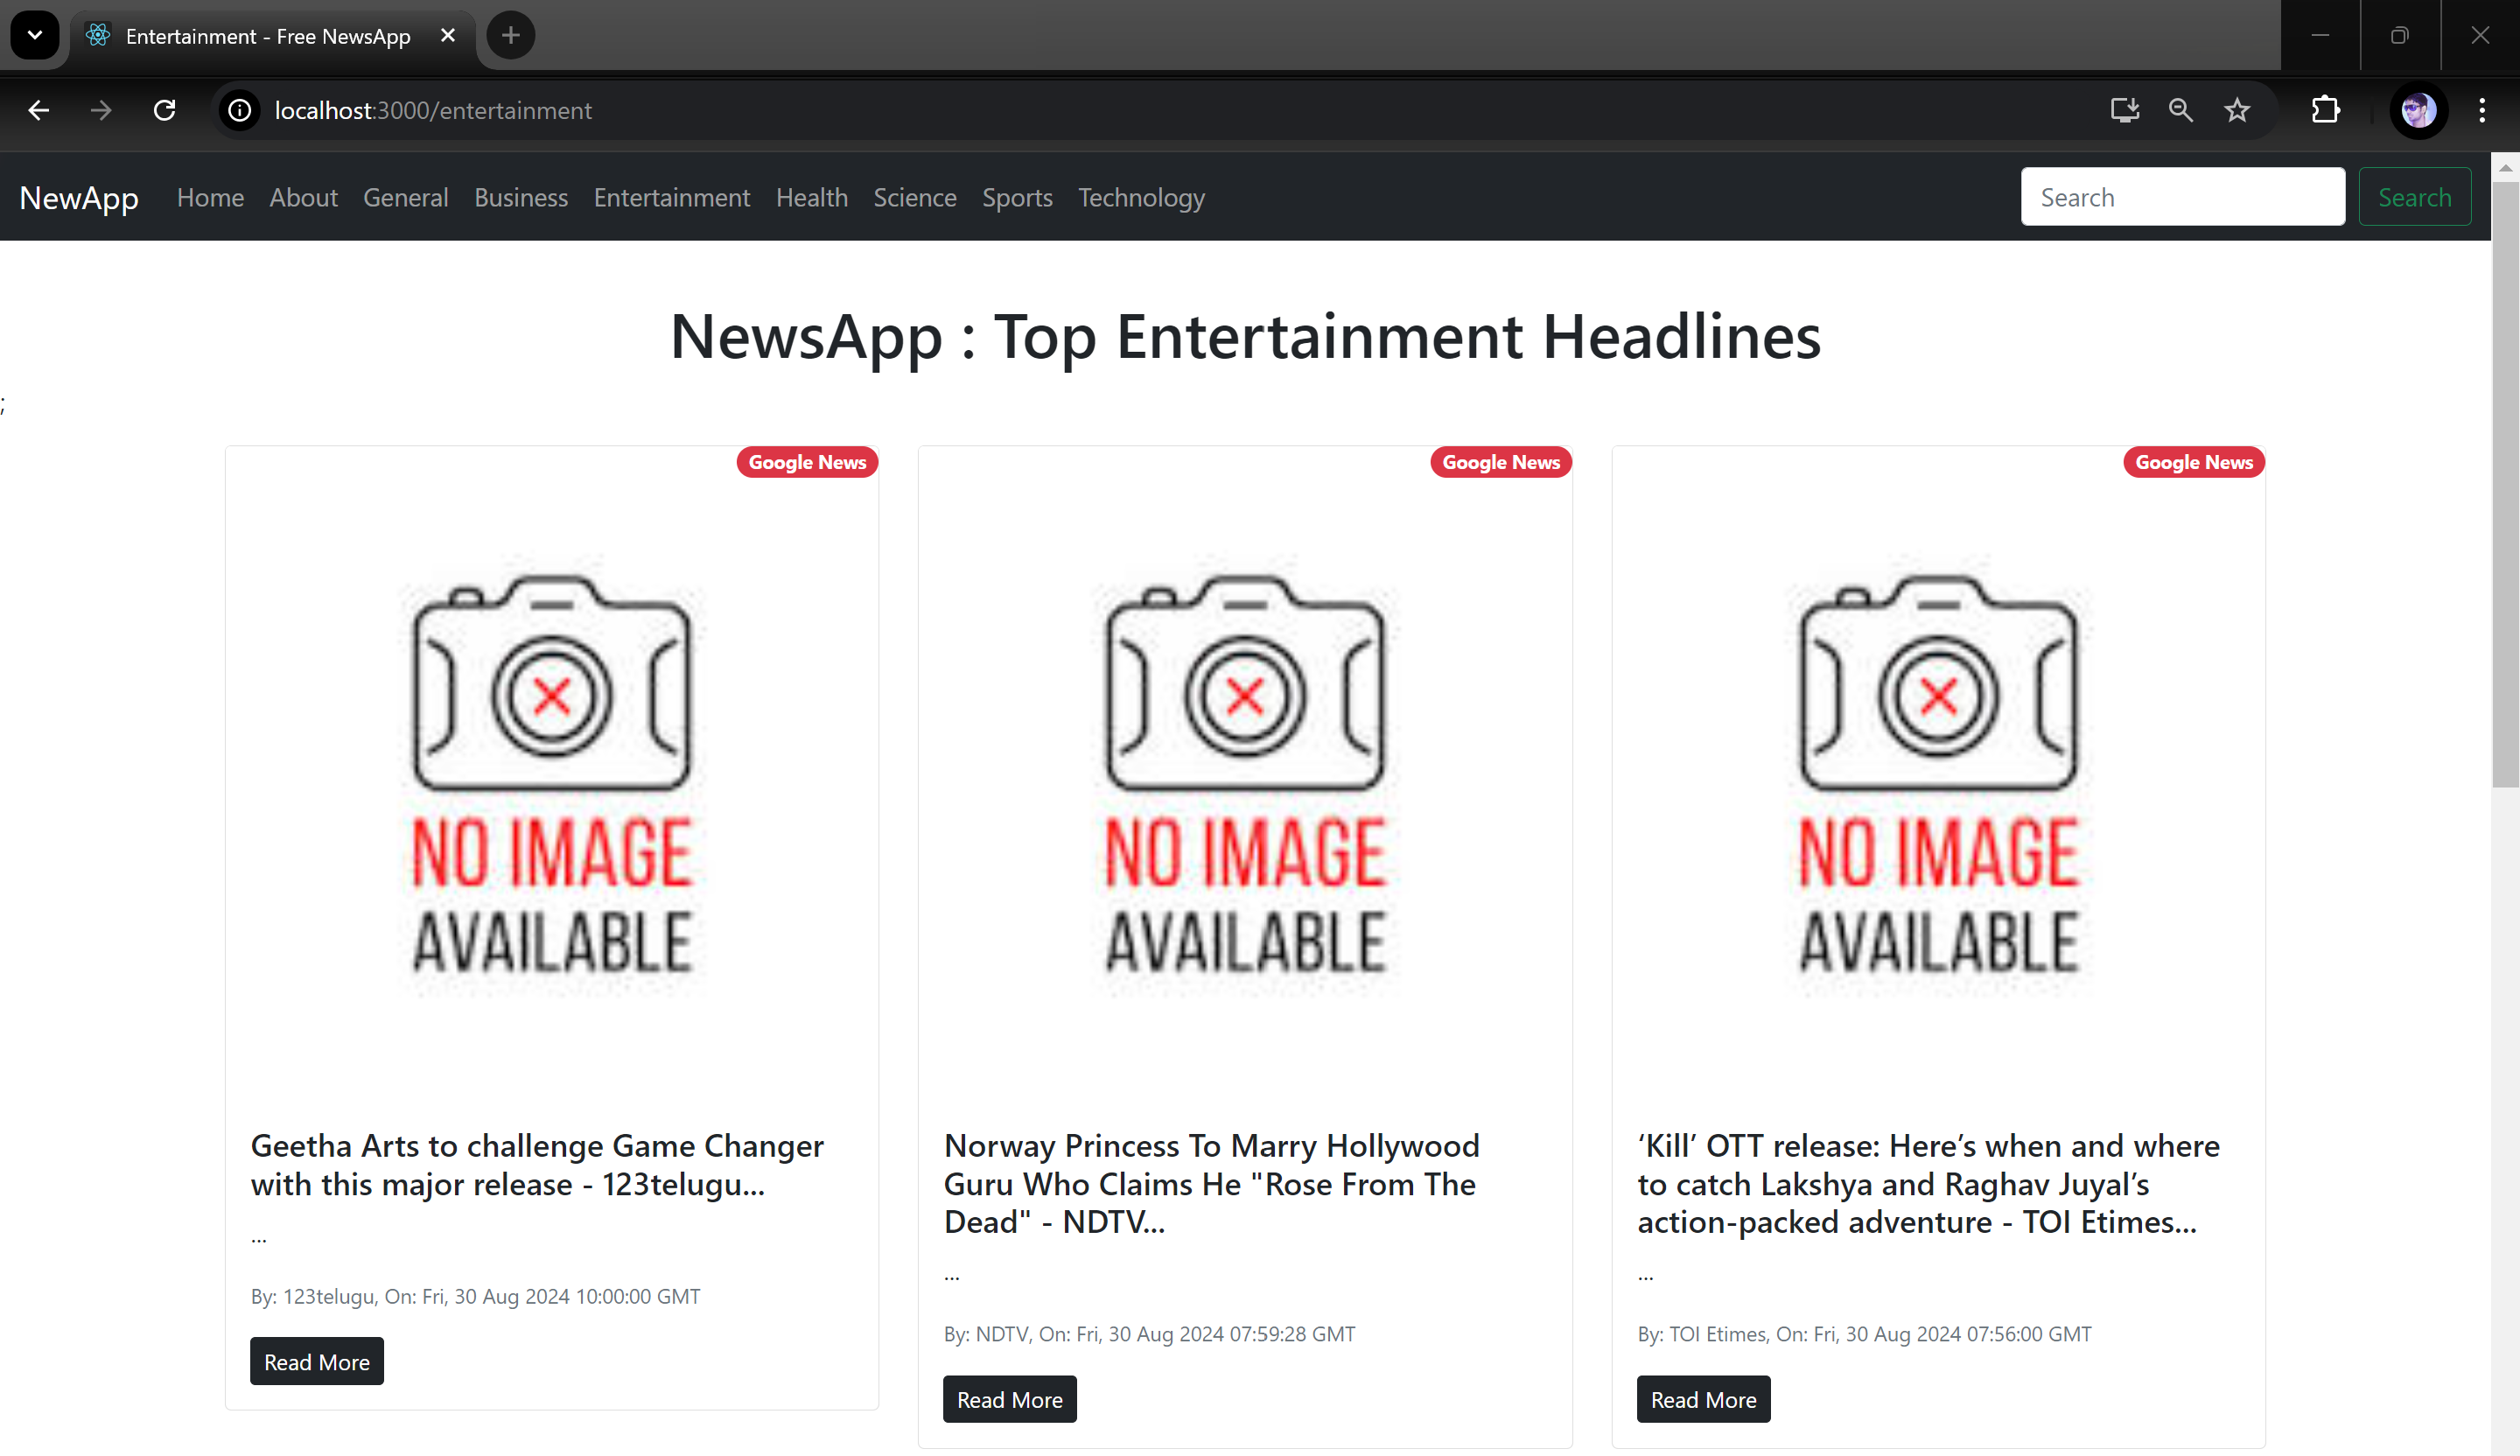 Entertainment - Free NewsApp
localhost:3000/entertainment
NewApp Home About General Business Entertainment Health Science Sports Technology Search Search
NewsApp : Top Entertainment Headlines
;
Google News
NO IMAGE
AVAILABLE
Geetha Arts to challenge Game Changer
with this major release - 123telugu...
...
By: 123telugu, On: Fri, 30 Aug 2024 10:00:00 GMT
Read More
Google News
NO IMAGE
AVAILABLE
Norway Princess To Marry Hollywood
Guru Who Claims He "Rose From The
Dead" - NDTV...
...
By: NDTV, On: Fri, 30 Aug 2024 07:59:28 GMT
Read More
Google News
NO IMAGE
AVAILABLE
‘Kill’ OTT release: Here’s when and where
to catch Lakshya and Raghav Juyal’s
action-packed adventure - TOI Etimes...
...
By: TOI Etimes, On: Fri, 30 Aug 2024 07:56:00 GMT
Read More